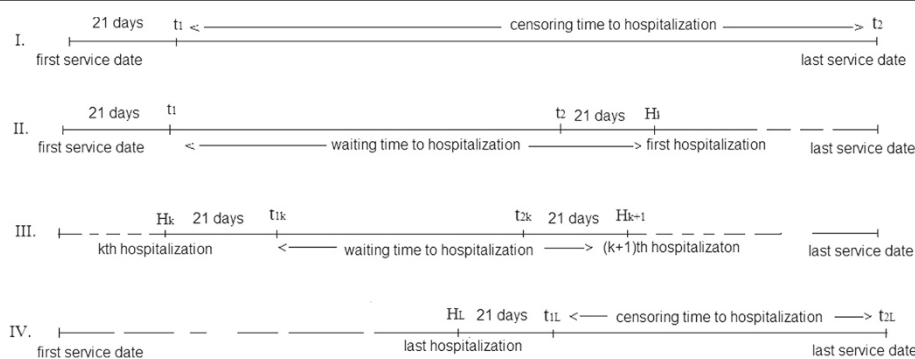 21 days t1 censoring time to hospitalization t2
I.
first service date last service date
21 days t1 t2 21 days H1
II.
first service date waiting time to hospitalization first hospitalization last service date
Hk 21 days t1k t2k 21 days Hk+1
III.
kth hospitalization waiting time to hospitalization (k+1)th hospitalizaton last service date
HL 21 days t1L censoring time to hospitalization t2L
IV.
first service date last hospitalization last service date